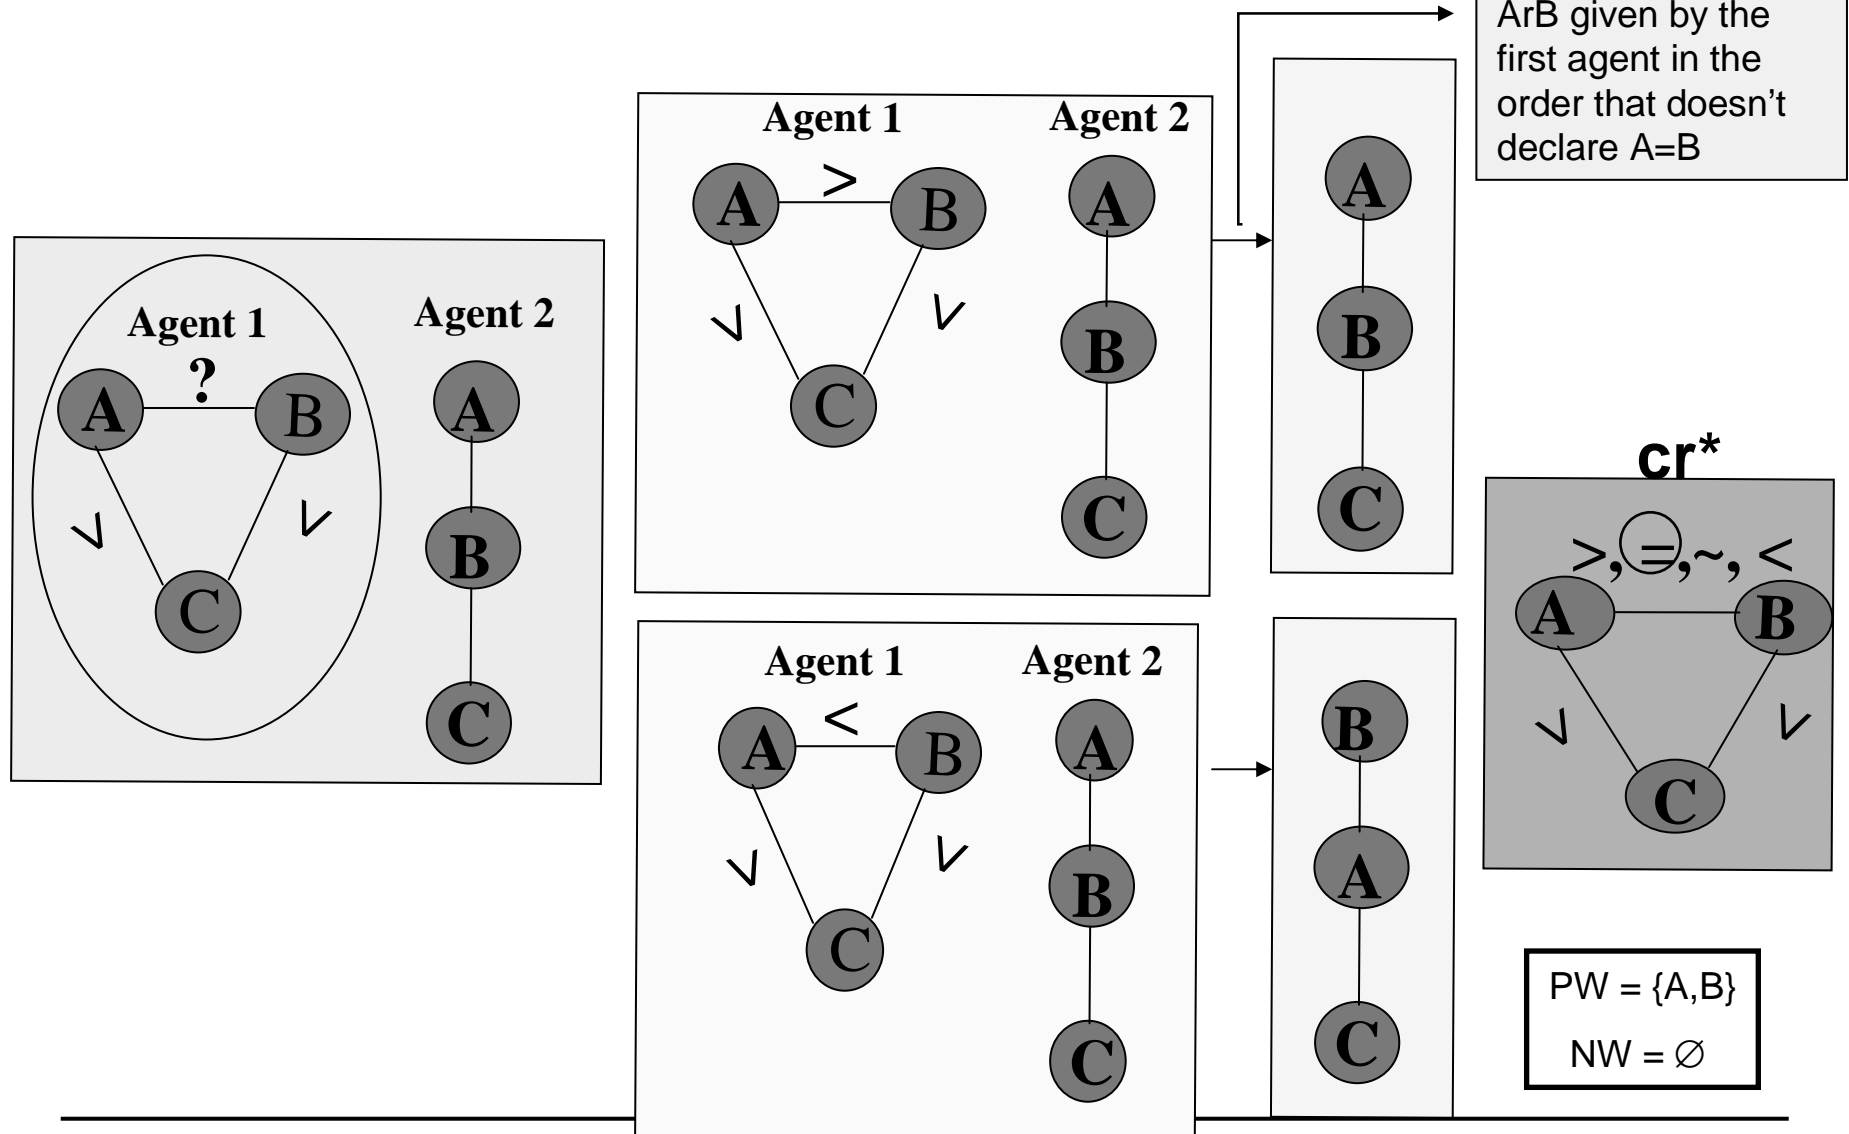 ArB given by the
first agent in the
order that doesn't
declare A=B
Agent 1
?
A
B
>
>
C
Agent 2
A
B
C
Agent 1
>
A
B
>
>
C
Agent 2
A
B
C
A
B
C
Agent 1
<
A
B
>
>
C
Agent 2
A
B
C
B
A
C
cr*
>, =,~, <
A
B
>
>
C
PW = {A,B}
NW = ∅